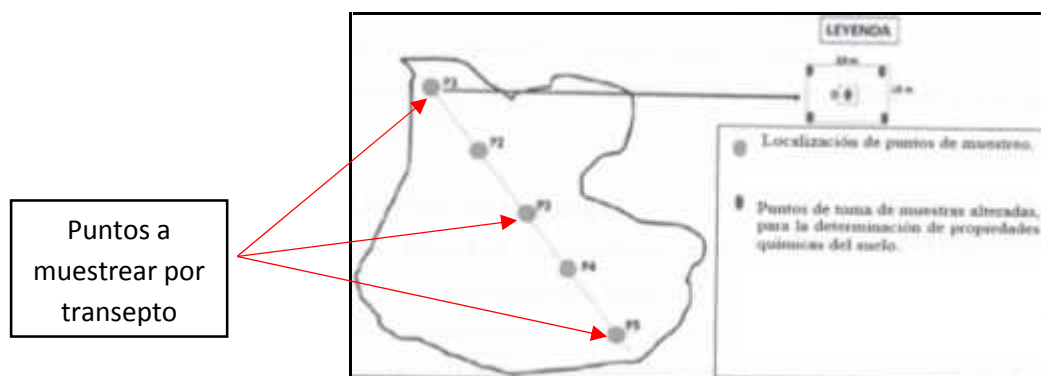 LEYENDA
P1
P2
P3
P4
P5
Localización de puntos de muestreo.
Puntos de toma de muestras alteradas,
para la determinación de propiedades
químicas del suelo.
Puntos a
muestrear por
transepto